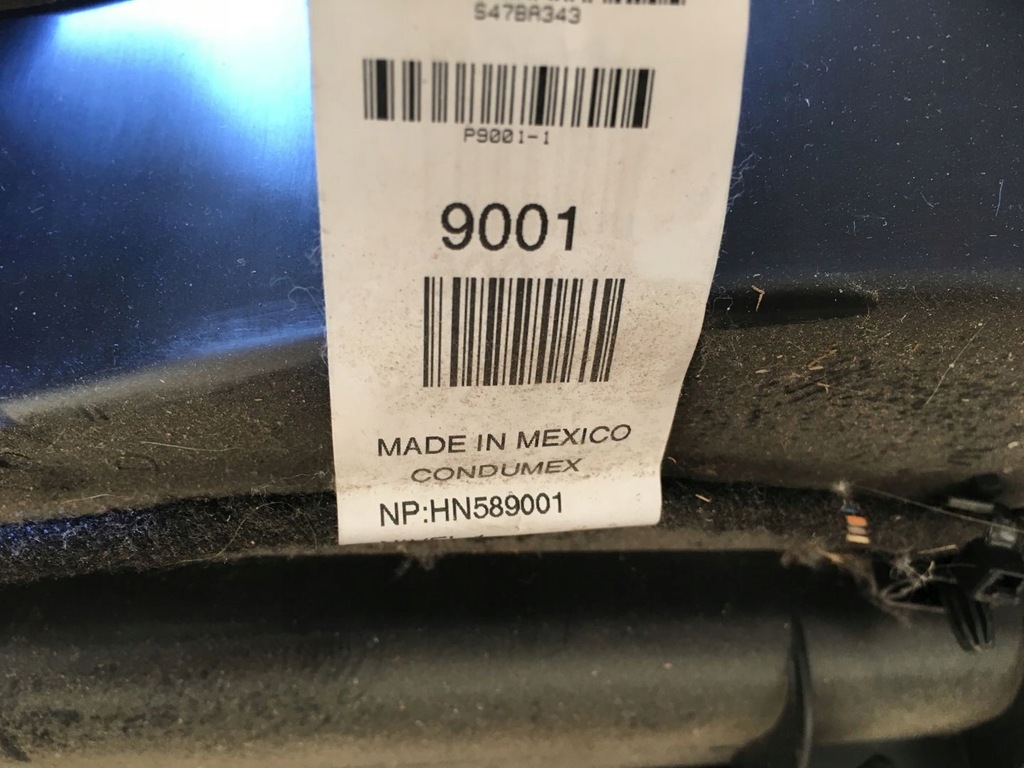 S47BA343
P9001-1
9001
MADE IN MEXICO
CONDUMEX
NP:HN589001